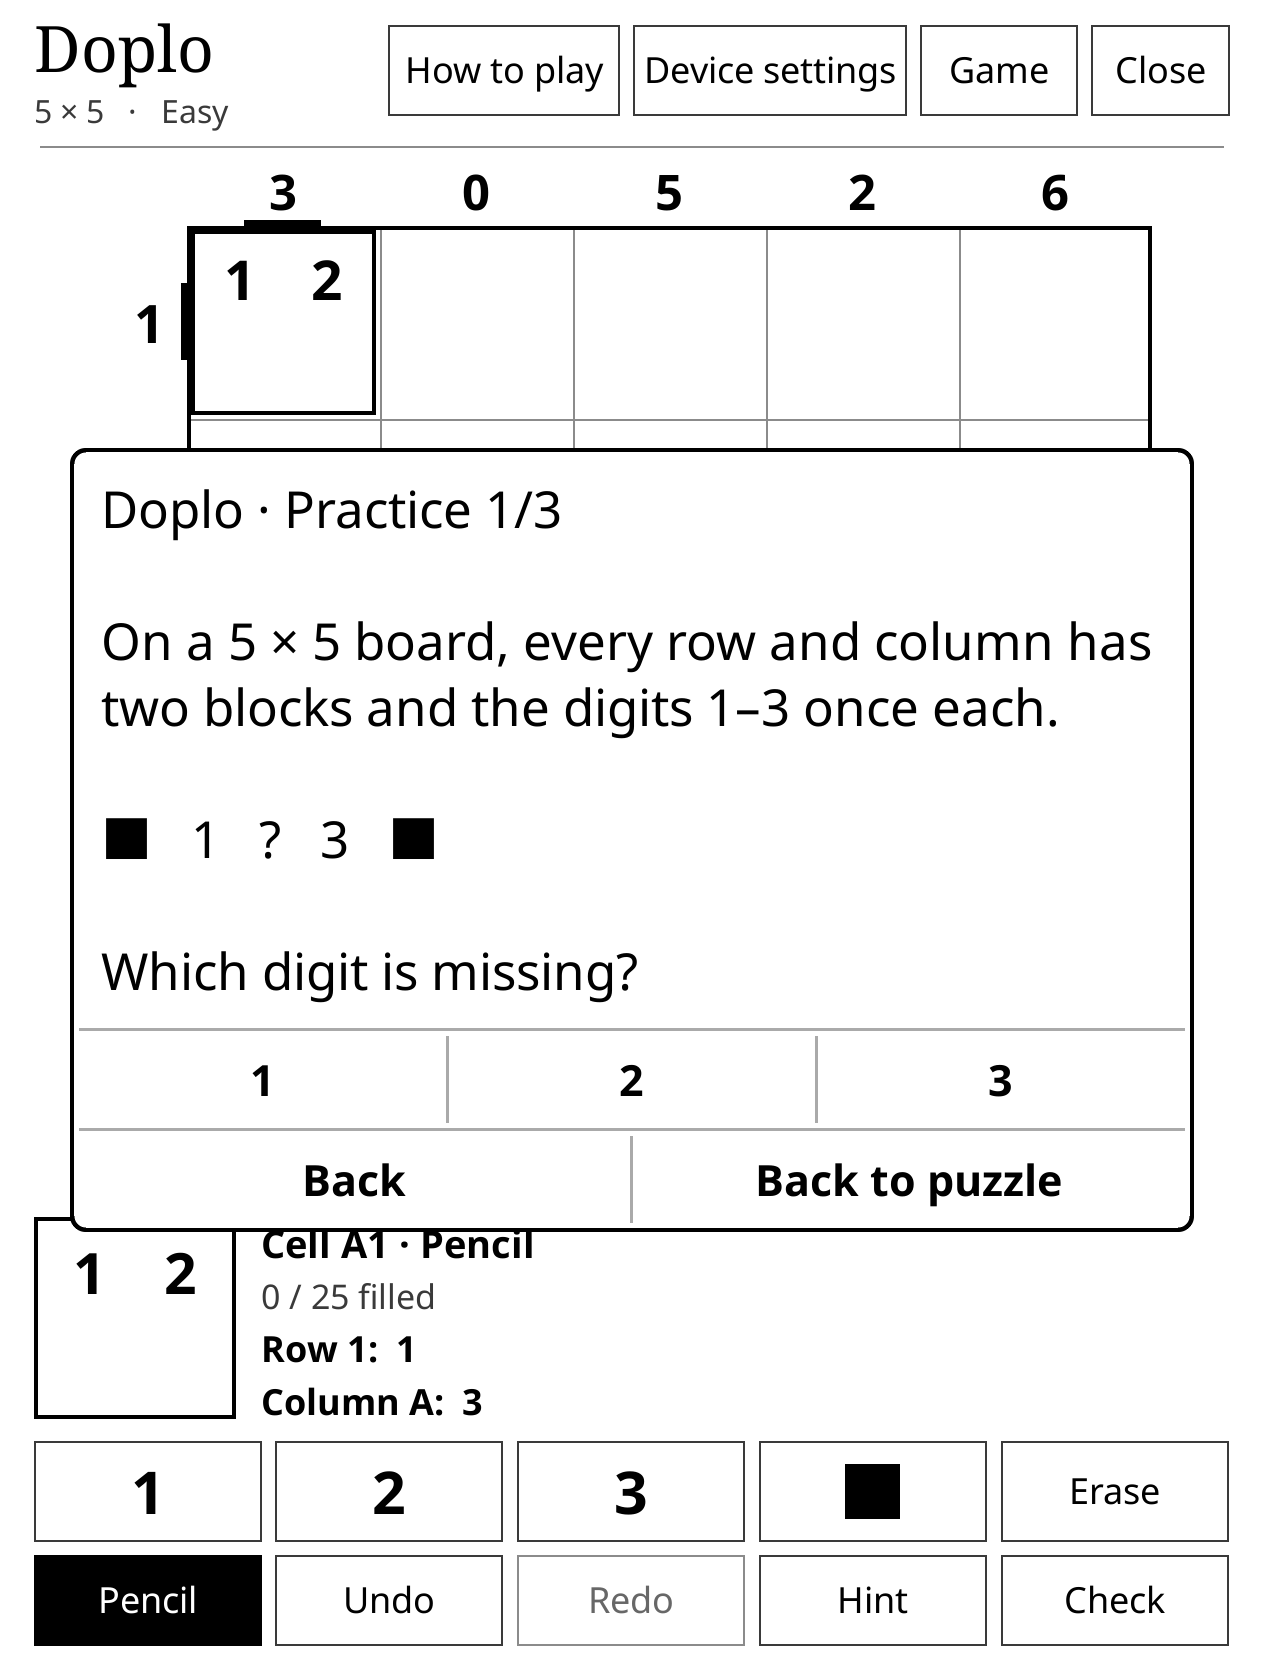 Doplo
5 × 5 · Easy
How to play
Device settings
Game
Close
3 0 5 2 6
1 2
1
Doplo · Practice 1/3
On a 5 × 5 board, every row and column has
two blocks and the digits 1–3 once each.
■ 1 ? 3 ■
Which digit is missing?
1 2 3
Back
Back to puzzle
1 2
Cell A1 · Pencil
0 / 25 filled
Row 1: 1
Column A: 3
1 2 3 ■ Erase
Pencil Undo Redo Hint Check